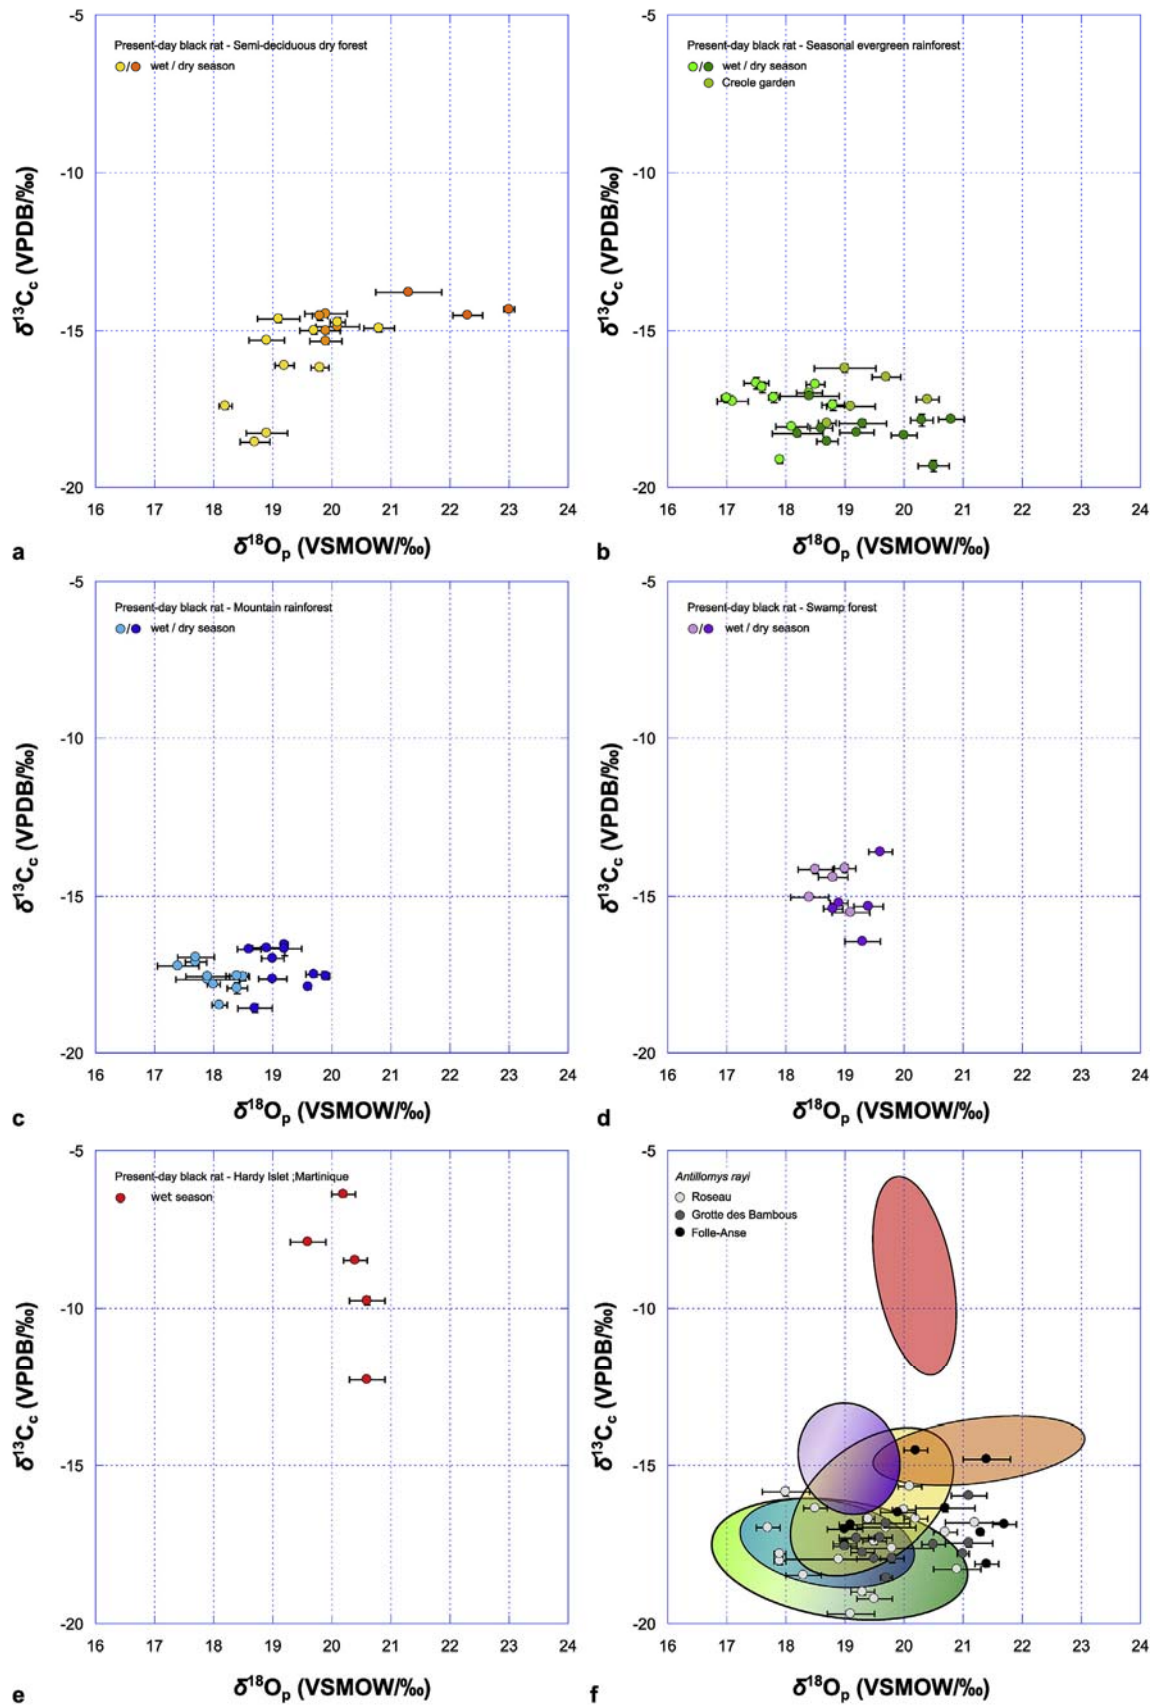 -5
Present-day black rat - Semi-deciduous dry forest
/ wet / dry season
-10
δ13Cc (VPDB/‰)
-15
-20
16 17 18 19 20 21 22 23 24
a δ18Op (VSMOW/‰)
-5
Present-day black rat - Seasonal evergreen rainforest
/ wet / dry season
Creole garden
-10
δ13Cc (VPDB/‰)
-15
-20
16 17 18 19 20 21 22 23 24
b δ18Op (VSMOW/‰)
-5
Present-day black rat - Mountain rainforest
/ wet / dry season
-10
δ13Cc (VPDB/‰)
-15
-20
16 17 18 19 20 21 22 23 24
c δ18Op (VSMOW/‰)
-5
Present-day black rat - Swamp forest
/ wet / dry season
-10
δ13Cc (VPDB/‰)
-15
-20
16 17 18 19 20 21 22 23 24
d δ18Op (VSMOW/‰)
-5
Present-day black rat - Hardy Islet ;Martinique
wet season
-10
δ13Cc (VPDB/‰)
-15
-20
16 17 18 19 20 21 22 23 24
e δ18Op (VSMOW/‰)
-5
Antillomys rayi
Roseau
Grotte des Bambous
Folle-Anse
-10
δ13Cc (VPDB/‰)
-15
-20
16 17 18 19 20 21 22 23 24
f δ18Op (VSMOW/‰)